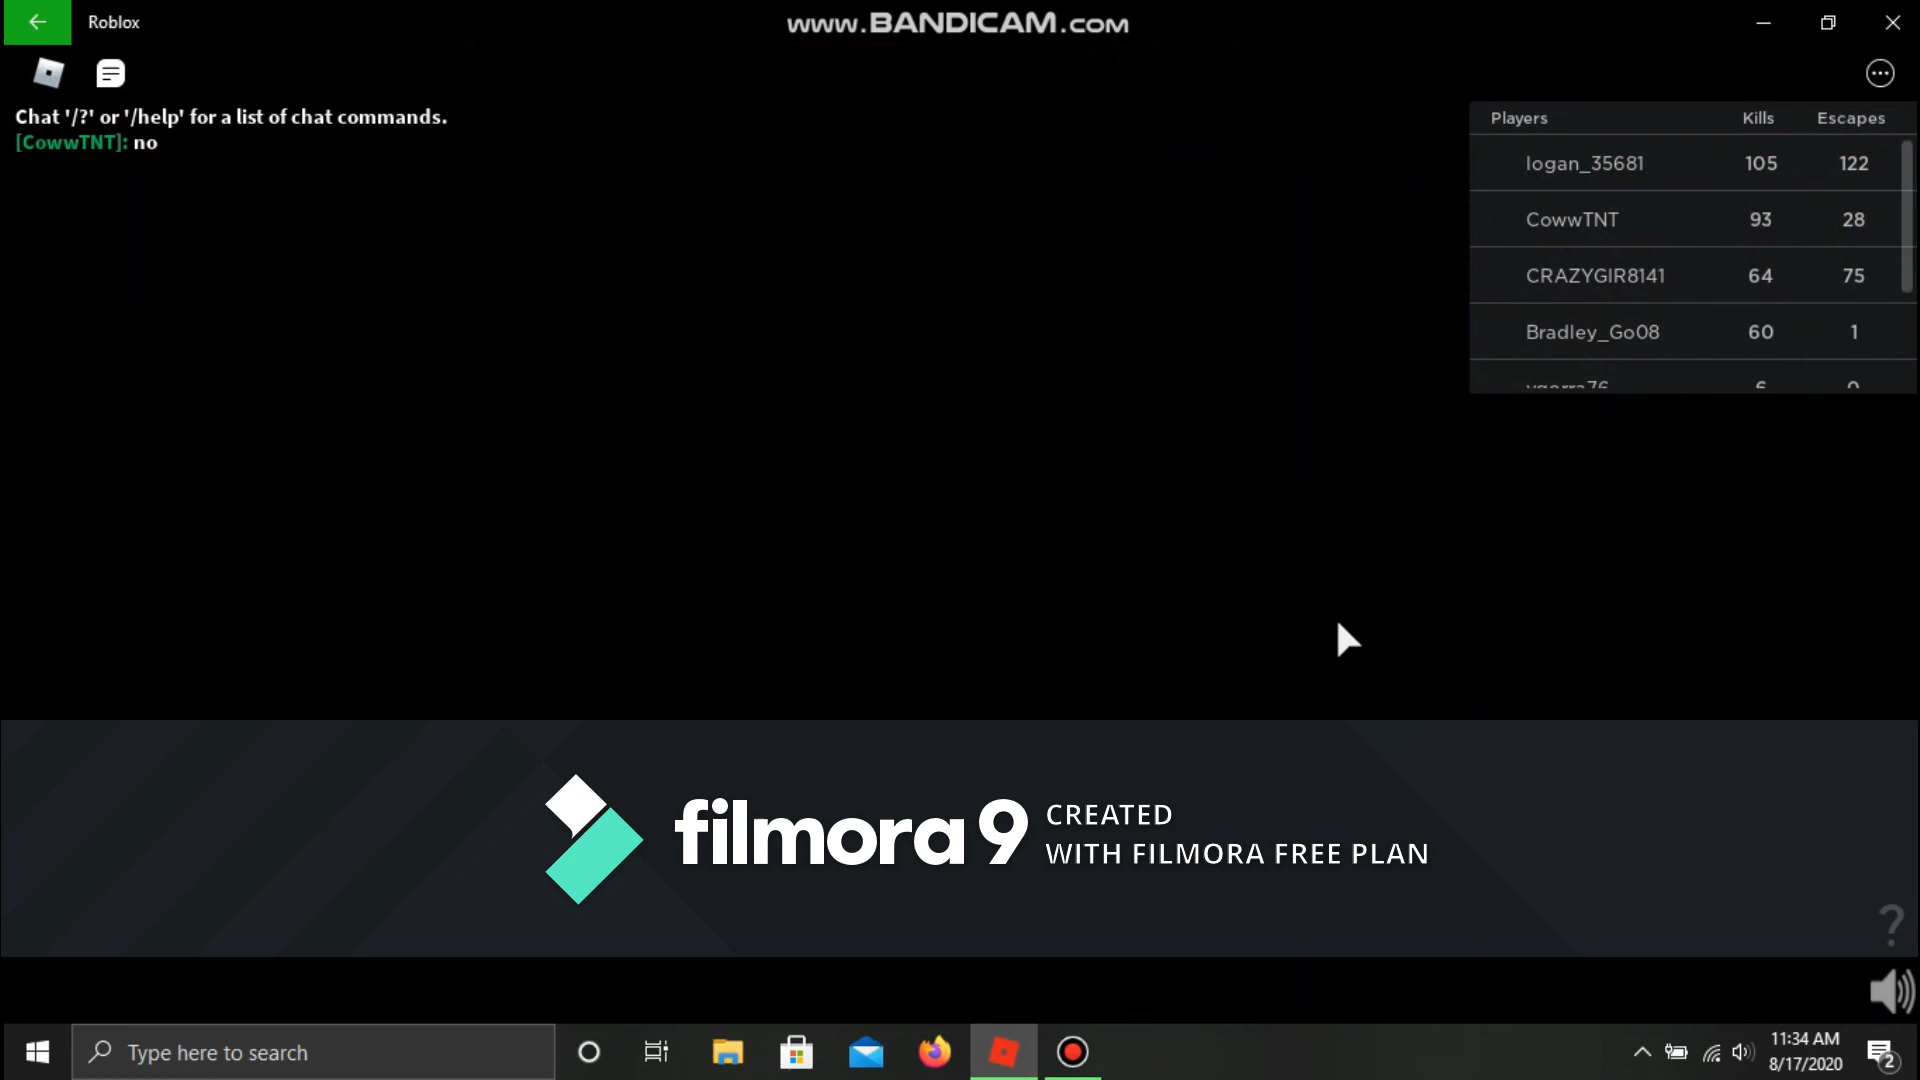 Roblox
www.BANDICAM.com
Chat '/?' or '/help' for a list of chat commands.
[CowwTNT]: no
Players Kills Escapes
logan_35681 105 122
CowwTNT 93 28
CRAZYGIR8141 64 75
Bradley_Go08 60 1
filmora9 CREATED
WITH FILMORA FREE PLAN
?
Type here to search
11:34 AM
8/17/2020
2